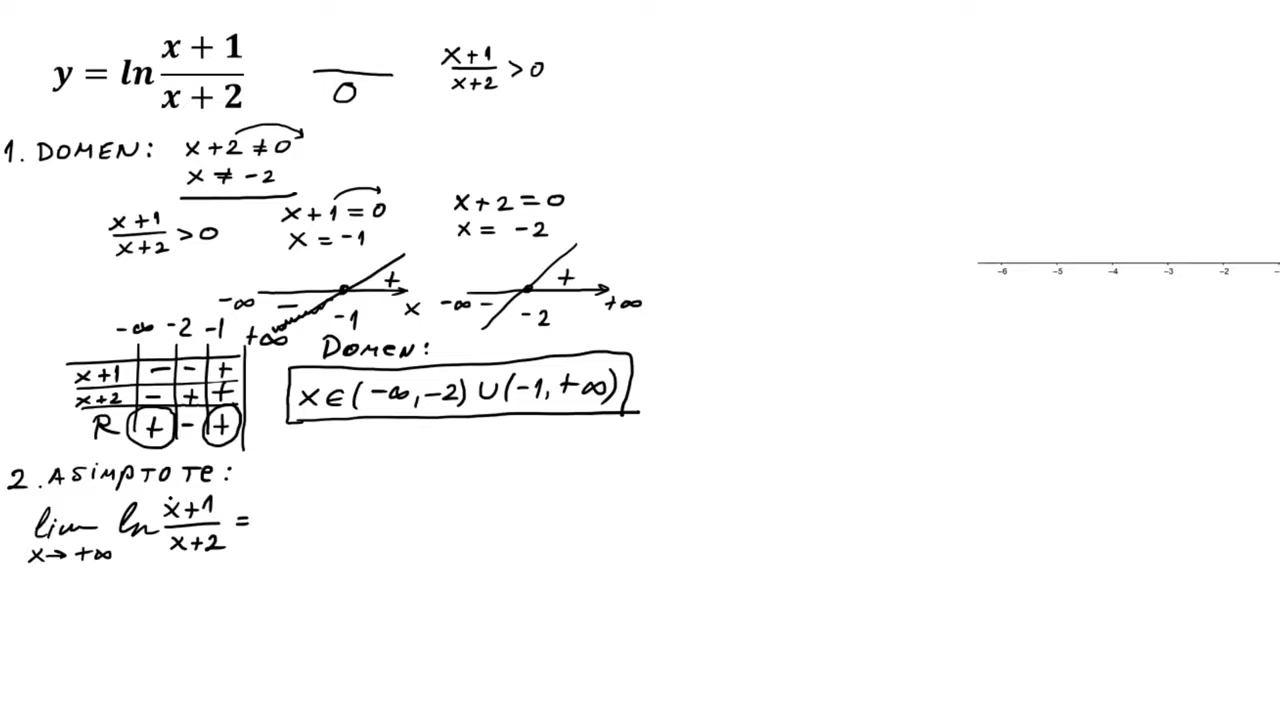 y = ln x + 1 / x + 2
0
x+1 / x+2 > 0
1. DOMEN: x+2 ≠ 0
x ≠ -2
x+1 / x+2 > 0
x+1 = 0
x = -1
x+2 = 0
x = -2
-∞ - + -1 x +∞
-∞ - + -2 +∞
-∞ -2 -1
x+1 - - +
x+2 - + +
R + - +
DOMEN:
x ∈ (-∞, -2) ∪ (-1, +∞)
2. ASIMPTOTE:
lim x→+∞ ln x+1 / x+2 =
-6 -5 -4 -3 -2